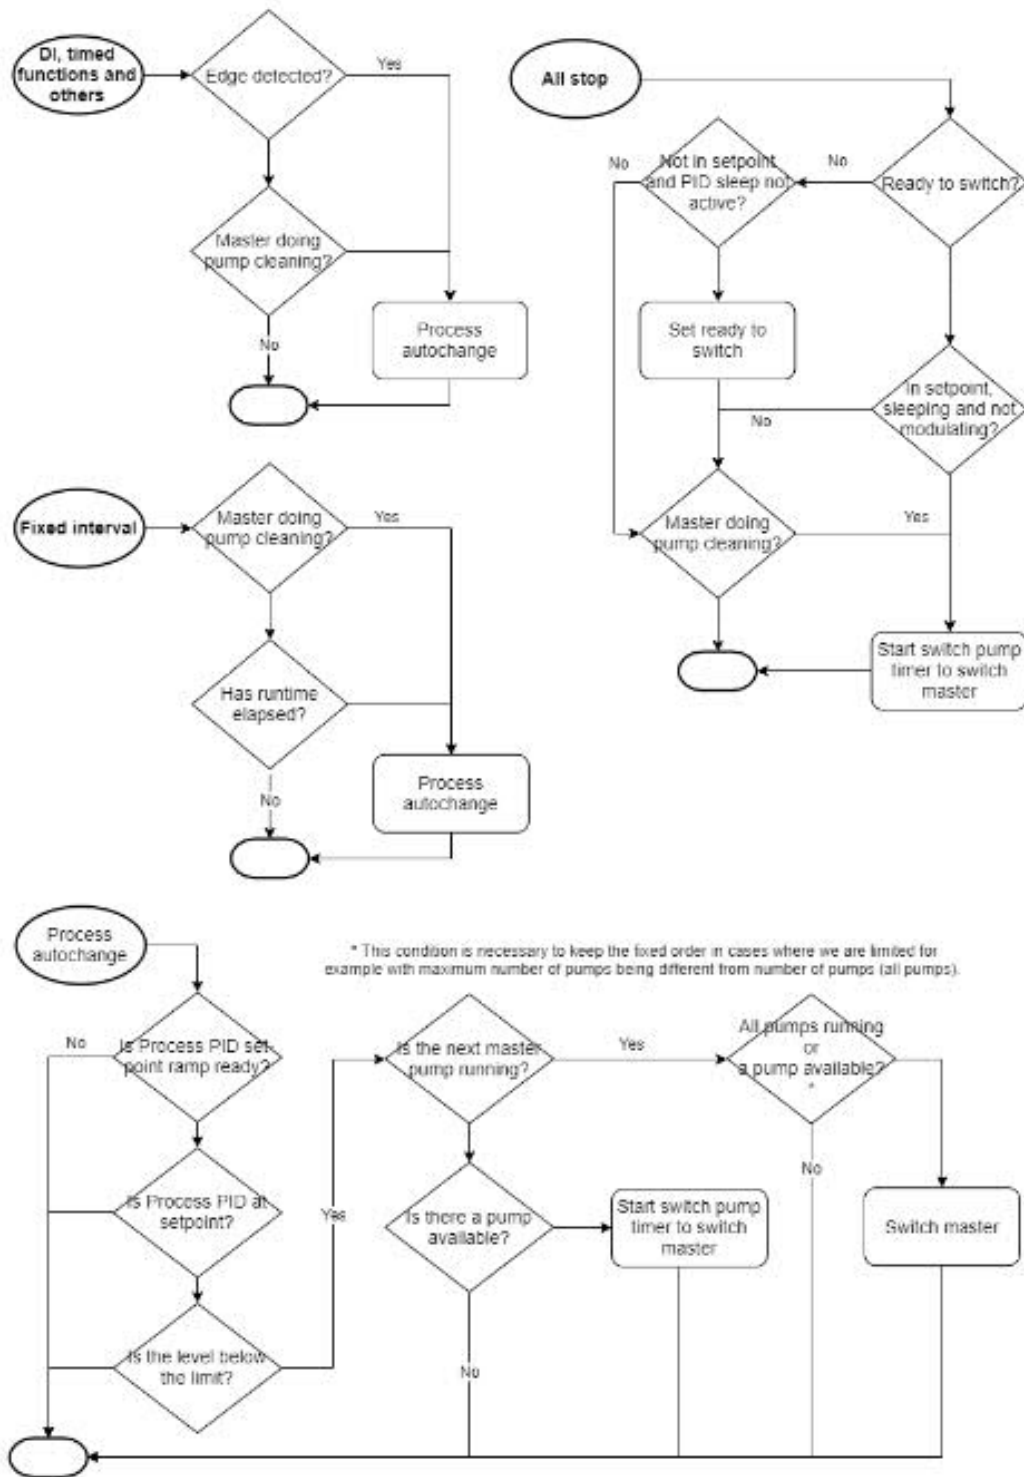 DI, timed
functions and
others
Edge detected?
Yes
Master doing
pump cleaning?
No
Process
autochange
All stop
Ready to switch?
No
Not in setpoint
and PID sleep not
active?
No
Set ready to
switch
In setpoint,
sleeping and not
modulating?
No
Master doing
pump cleaning?
Yes
Start switch pump
timer to switch
master
Fixed interval
Master doing
pump cleaning?
Yes
Has runtime
elapsed?
No
Process
autochange
Process
autochange
* This condition is necessary to keep the fixed order in cases where we are limited for
example with maximum number of pumps being different from number of pumps (all pumps).
No
Is Process PID set-
point ramp ready?
Is Process PID at
setpoint?
Is the level below
the limit?
Yes
Is the next master
pump running?
Yes
Is there a pump
available?
No
Start switch pump
timer to switch
master
All pumps running
or
a pump available?
*
No
Switch master